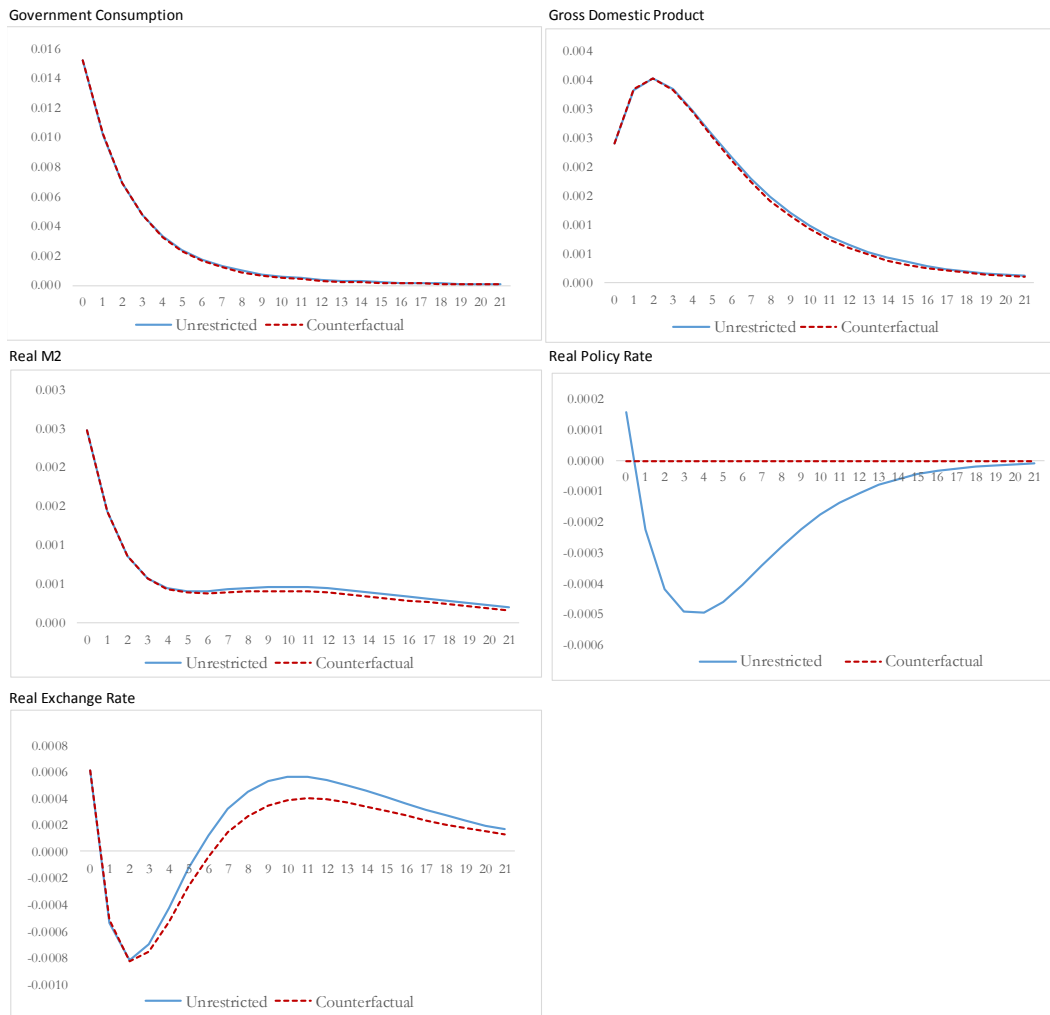 Government Consumption
0.016
0.014
0.012
0.010
0.008
0.006
0.004
0.002
0.000
0 1 2 3 4 5 6 7 8 9 10 11 12 13 14 15 16 17 18 19 20 21
Unrestricted Counterfactual
Gross Domestic Product
0.004
0.004
0.003
0.003
0.002
0.002
0.001
0.001
0.000
0 1 2 3 4 5 6 7 8 9 10 11 12 13 14 15 16 17 18 19 20 21
Unrestricted Counterfactual
Real M2
0.003
0.003
0.002
0.002
0.001
0.001
0.000
0 1 2 3 4 5 6 7 8 9 10 11 12 13 14 15 16 17 18 19 20 21
Unrestricted Counterfactual
Real Policy Rate
0.0002
0.0001
0.0000
-0.0001
-0.0002
-0.0003
-0.0004
-0.0005
-0.0006
0 1 2 3 4 5 6 7 8 9 10 11 12 13 14 15 16 17 18 19 20 21
Unrestricted Counterfactual
Real Exchange Rate
0.0008
0.0006
0.0004
0.0002
0.0000
-0.0002
-0.0004
-0.0006
-0.0008
-0.0010
0 1 2 3 4 5 6 7 8 9 10 11 12 13 14 15 16 17 18 19 20 21
Unrestricted Counterfactual